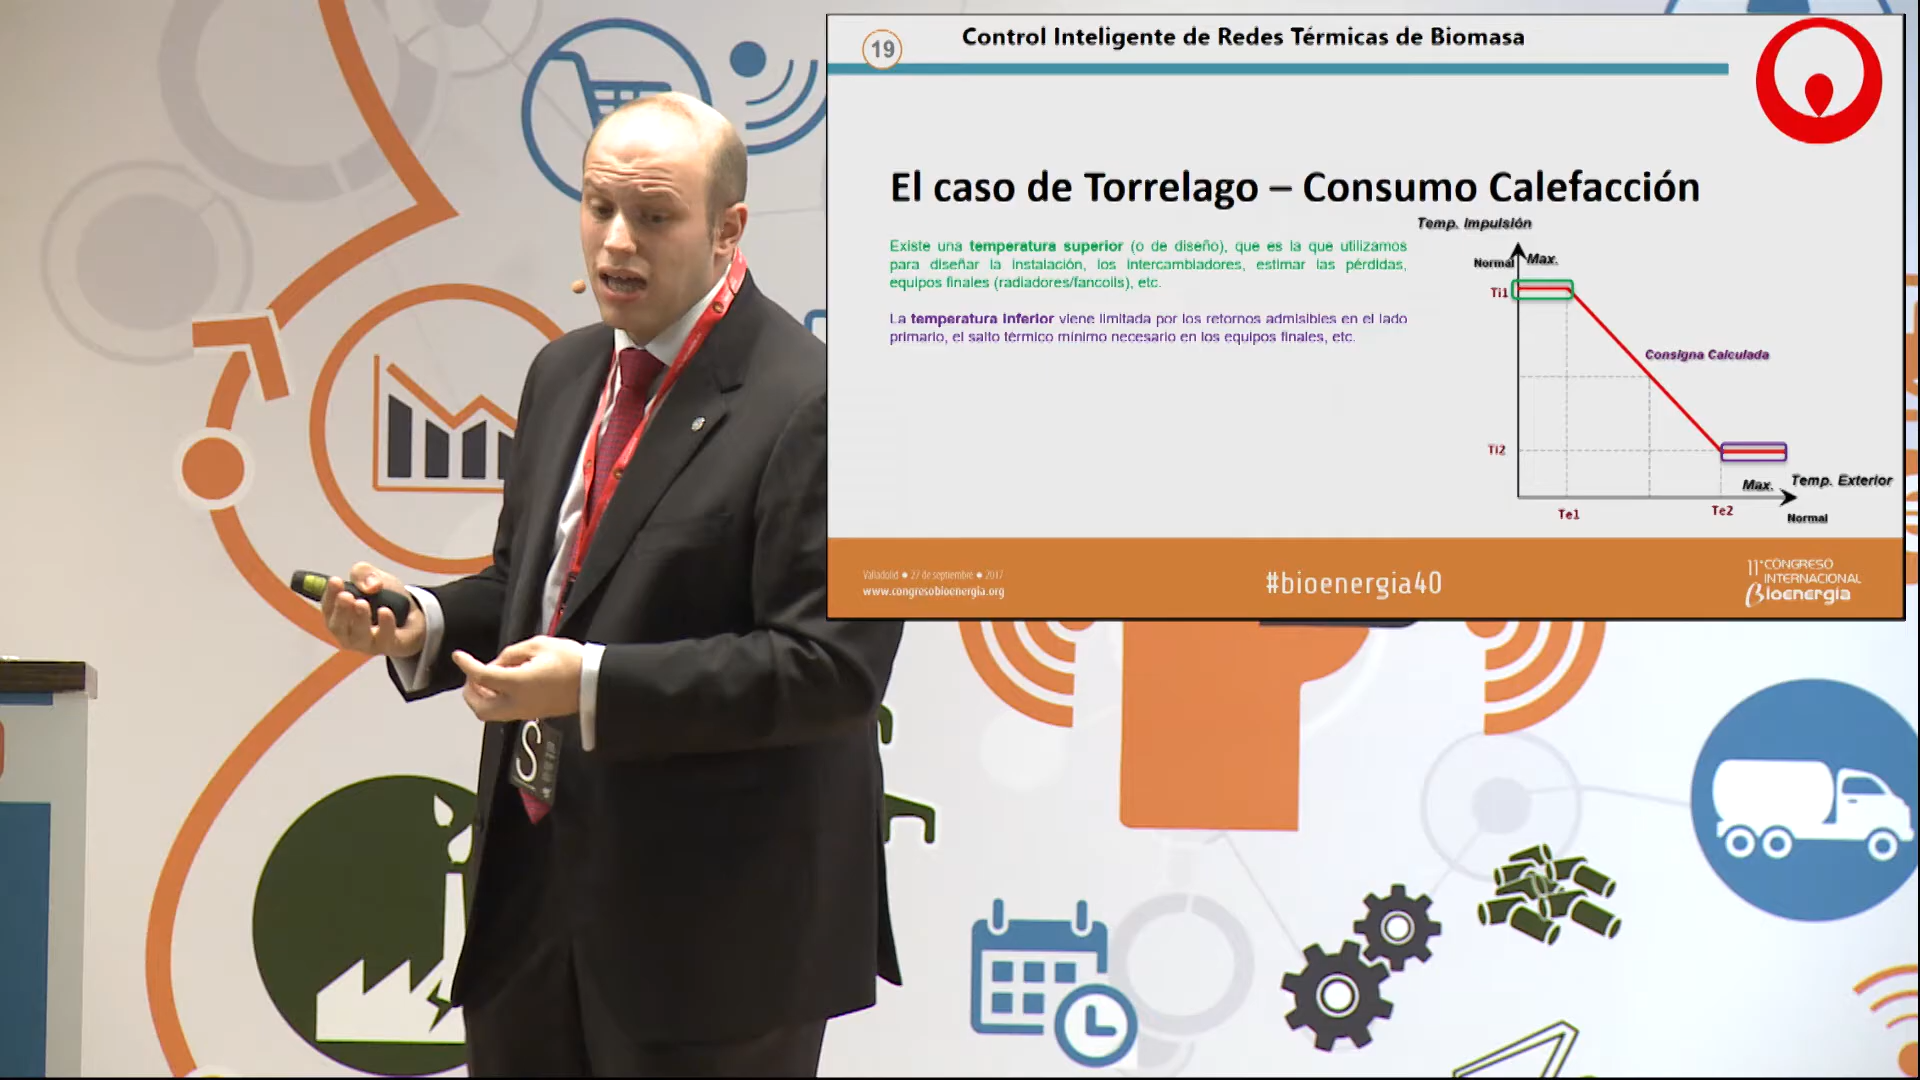 19
Control Inteligente de Redes Térmicas de Biomasa
El caso de Torrelago – Consumo Calefacción
Existe una temperatura superior (o de diseño), que es la que utilizamos
para diseñar la instalación, los intercambiadores, estimar las pérdidas,
equipos finales (radiadores/fancoils), etc.
La temperatura inferior viene limitada por los retornos admisibles en el lado
primario, el salto térmico mínimo necesario en los equipos finales, etc.
Temp. Impulsión
Normal
Max.
Ti1
Consigna Calculada
Ti2
Max.
Temp. Exterior
Te1
Te2
Normal
Valladolid ● 27 de septiembre ● 2017
www.congresobioenergia.org
#bioenergia40
11º CONGRESO
INTERNACIONAL
Bioenergía
S